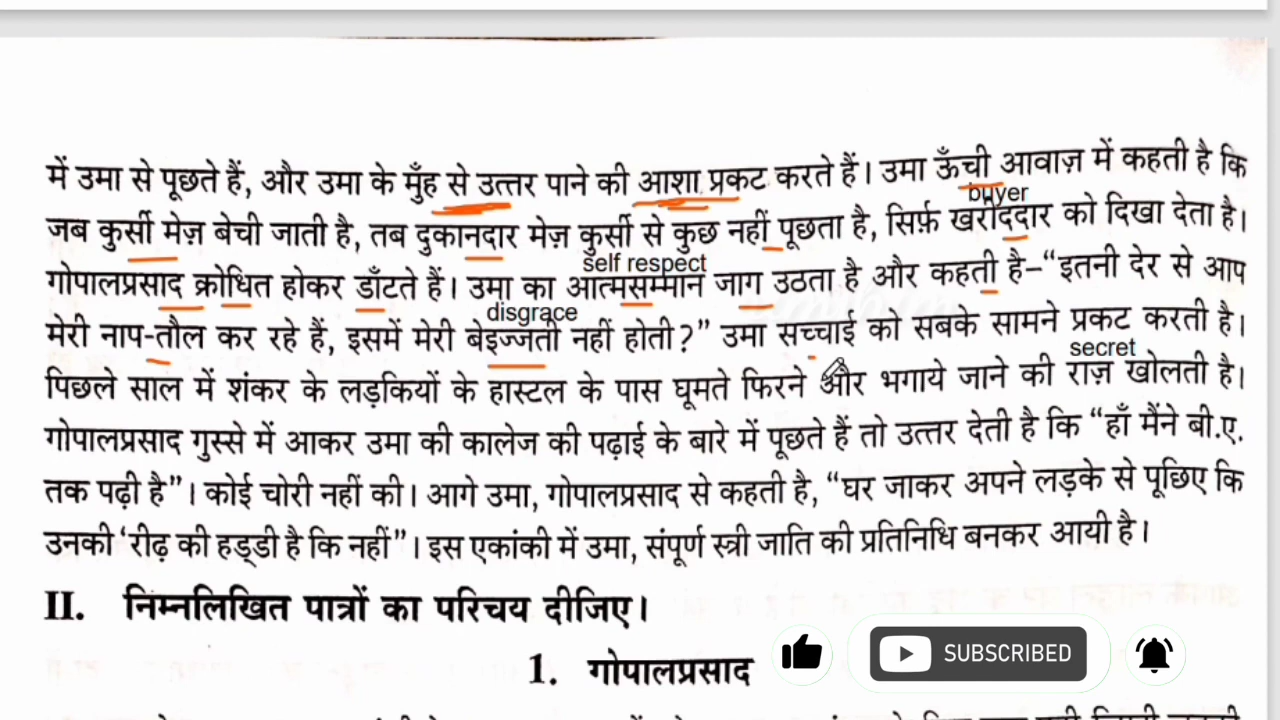 में उमा से पूछते हैं, और उमा के मुँह से उत्तर पाने की आशा प्रकट करते हैं। उमा ऊँची आवाज़ में कहती है कि
buyer
जब कुर्सी मेज़ बेची जाती है, तब दुकानदार मेज़ कुर्सी से कुछ नहीं पूछता है, सिर्फ़ खरीददार को दिखा देता है।
self respect
गोपालप्रसाद क्रोधित होकर डाँटते हैं। उमा का आत्मसम्मान जाग उठता है और कहती है–“इतनी देर से आप
disgrace
मेरी नाप-तौल कर रहे हैं, इसमें मेरी बेइज्जती नहीं होती?” उमा सच्चाई को सबके सामने प्रकट करती है।
secret
पिछले साल में शंकर के लड़कियों के हास्टल के पास घूमते फिरने और भगाये जाने की राज़ खोलती है।
गोपालप्रसाद गुस्से में आकर उमा की कालेज की पढ़ाई के बारे में पूछते हैं तो उत्तर देती है कि “हाँ मैंने बी.ए.
तक पढ़ी है”। कोई चोरी नहीं की। आगे उमा, गोपालप्रसाद से कहती है, “घर जाकर अपने लड़के से पूछिए कि
उनकी ‘रीढ़ की हड्डी है कि नहीं”। इस एकांकी में उमा, संपूर्ण स्त्री जाति की प्रतिनिधि बनकर आयी है।
II. निम्नलिखित पात्रों का परिचय दीजिए।
SUBSCRIBED
1. गोपालप्रसाद